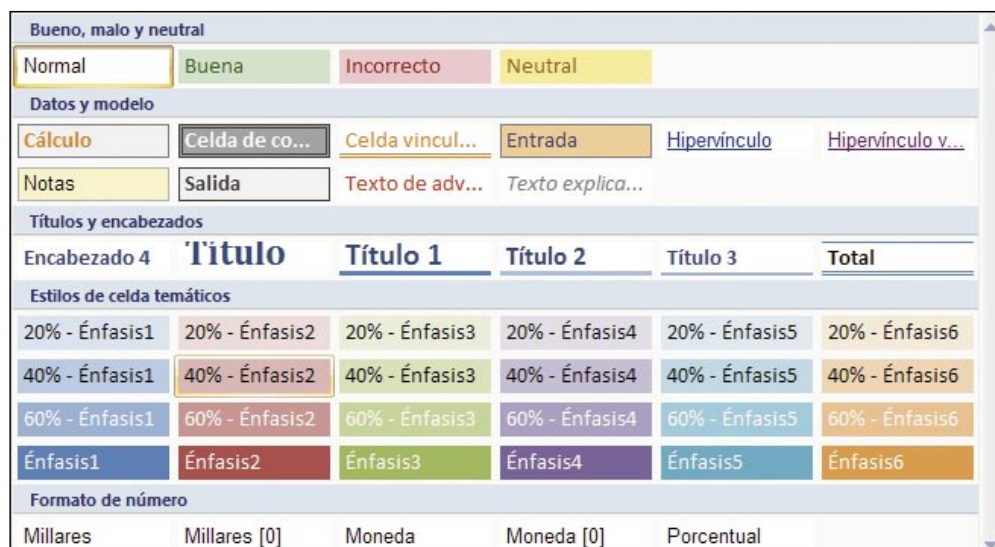 Bueno, malo y neutral
Normal Buena Incorrecto Neutral
Datos y modelo
Cálculo Celda de co... Celda vincul... Entrada Hipervínculo Hipervínculo v...
Notas Salida Texto de adv... Texto explica...
Títulos y encabezados
Encabezado 4 Título Título 1 Título 2 Título 3 Total
Estilos de celda temáticos
20% - Énfasis1 20% - Énfasis2 20% - Énfasis3 20% - Énfasis4 20% - Énfasis5 20% - Énfasis6
40% - Énfasis1 40% - Énfasis2 40% - Énfasis3 40% - Énfasis4 40% - Énfasis5 40% - Énfasis6
60% - Énfasis1 60% - Énfasis2 60% - Énfasis3 60% - Énfasis4 60% - Énfasis5 60% - Énfasis6
Énfasis1 Énfasis2 Énfasis3 Énfasis4 Énfasis5 Énfasis6
Formato de número
Millares Millares [0] Moneda Moneda [0] Porcentual